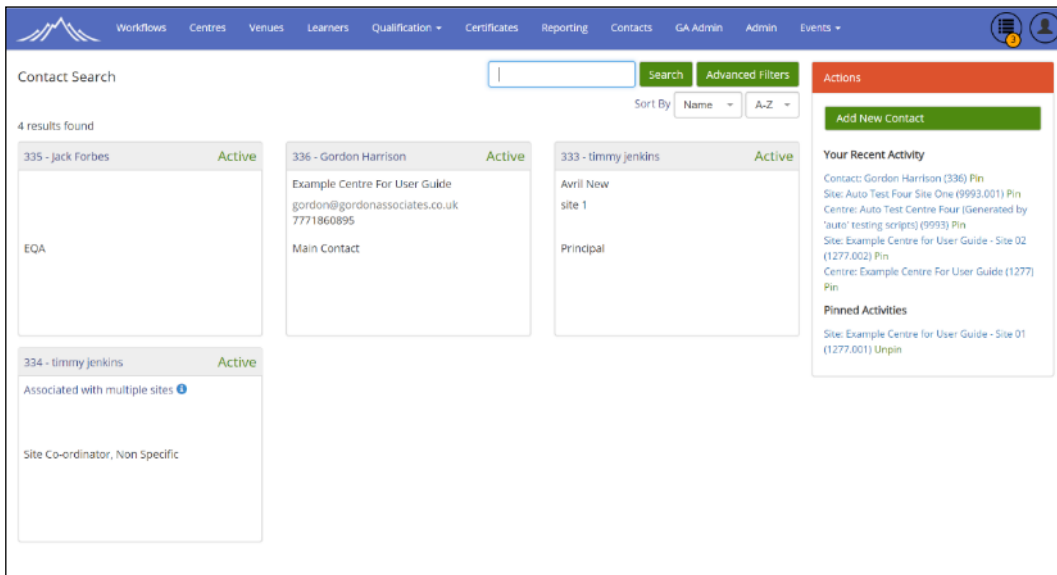 Workflows Centres Venues Learners Qualification Certificates Reporting Contacts GA Admin Admin Events
3
Contact Search
Search
Advanced Filters
Sort By Name A-Z
4 results found
335 - Jack Forbes Active
EQA
336 - Gordon Harrison Active
Example Centre For User Guide
gordon@gordonassociates.co.uk
7771860895
Main Contact
333 - timmy jenkins Active
Avril New
site 1
Principal
334 - timmy jenkins Active
Associated with multiple sites
Site Co-ordinator, Non Specific
Actions
Add New Contact
Your Recent Activity
Contact: Gordon Harrison (336) Pin
Site: Auto Test Four Site One (9993.001) Pin
Centre: Auto Test Centre Four (Generated by
'auto' testing scripts) (9993) Pin
Site: Example Centre for User Guide - Site 02
(1277.002) Pin
Centre: Example Centre For User Guide (1277)
Pin
Pinned Activities
Site: Example Centre for User Guide - Site 01
(1277.001) Unpin